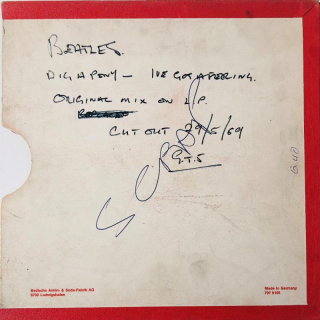 BEATLES.
DIG A PONY — I'VE GOT A FEELING.
ORIGINAL MIX ON L.P.
CUT OUT 29/5/69
G.T.S
SCRAP
Badische Anilin- & Soda-Fabrik AG
6700 Ludwigshafen
Made in Germany